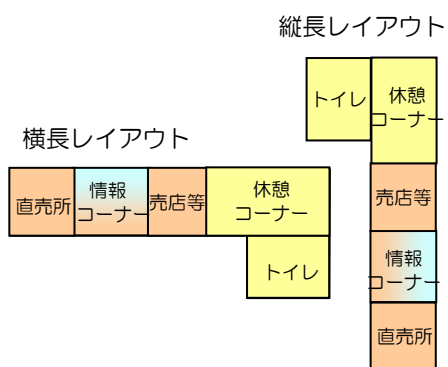 縦長レイアウト
トイレ
休憩
コーナー
売店等
情報
コーナー
直売所
横長レイアウト
直売所
情報
コーナー
売店等
休憩
コーナー
トイレ